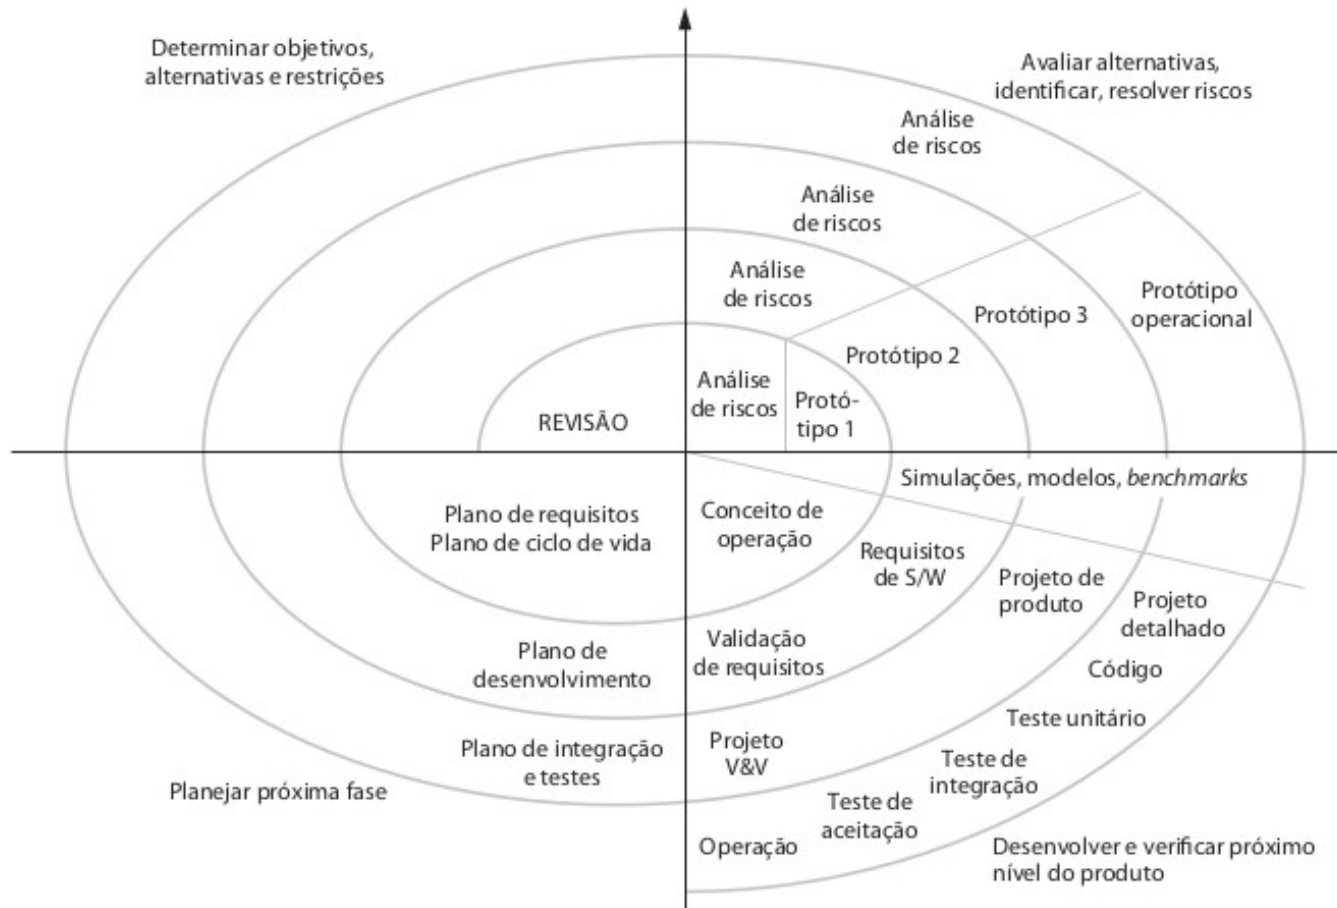 Determinar objetivos,
alternativas e restrições
Avaliar alternativas,
identificar, resolver riscos
Análise
de riscos
Análise
de riscos
Análise
de riscos
Protótipo
operacional
Protótipo 3
Protótipo 2
Análise
de riscos
Protó-
tipo 1
REVISÃO
Simulações, modelos, benchmarks
Plano de requisitos
Plano de ciclo de vida
Conceito de
operação
Requisitos
de S/W
Projeto de
produto
Projeto
detalhado
Plano de
desenvolvimento
Validação
de requisitos
Código
Teste unitário
Plano de integração
e testes
Projeto
V&V
Teste de
integração
Planejar próxima fase
Teste de
aceitação
Operação
Desenvolver e verificar próximo
nível do produto